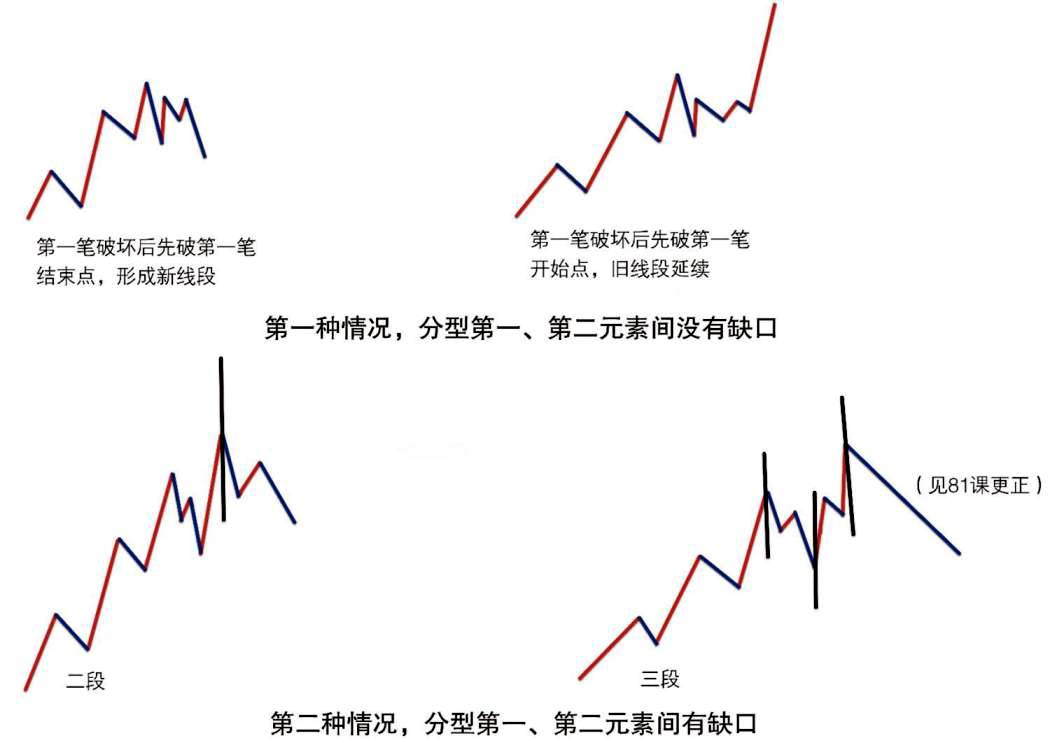 第一笔破坏后先破第一笔
结束点，形成新线段
第一笔破坏后先破第一笔
开始点，旧线段延续
第一种情况，分型第一、第二元素间没有缺口
（见81课更正）
二段
三段
第二种情况，分型第一、第二元素间有缺口